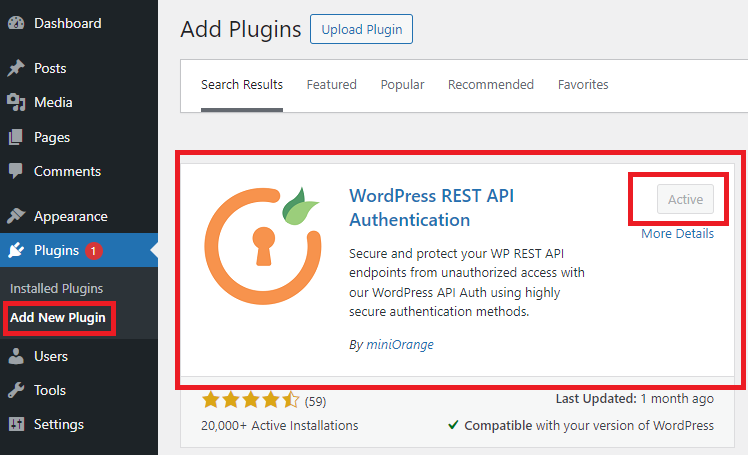 Dashboard
Posts
Media
Pages
Comments
Appearance
Plugins 1
Installed Plugins
Add New Plugin
Users
Tools
Settings
Add Plugins Upload Plugin
Search Results Featured Popular Recommended Favorites
WordPress REST API
Authentication
Active
More Details
Secure and protect your WP REST API
endpoints from unauthorized access with
our WordPress API Auth using highly
secure authentication methods.
By miniOrange
(59)
20,000+ Active Installations
Last Updated: 1 month ago
Compatible with your version of WordPress